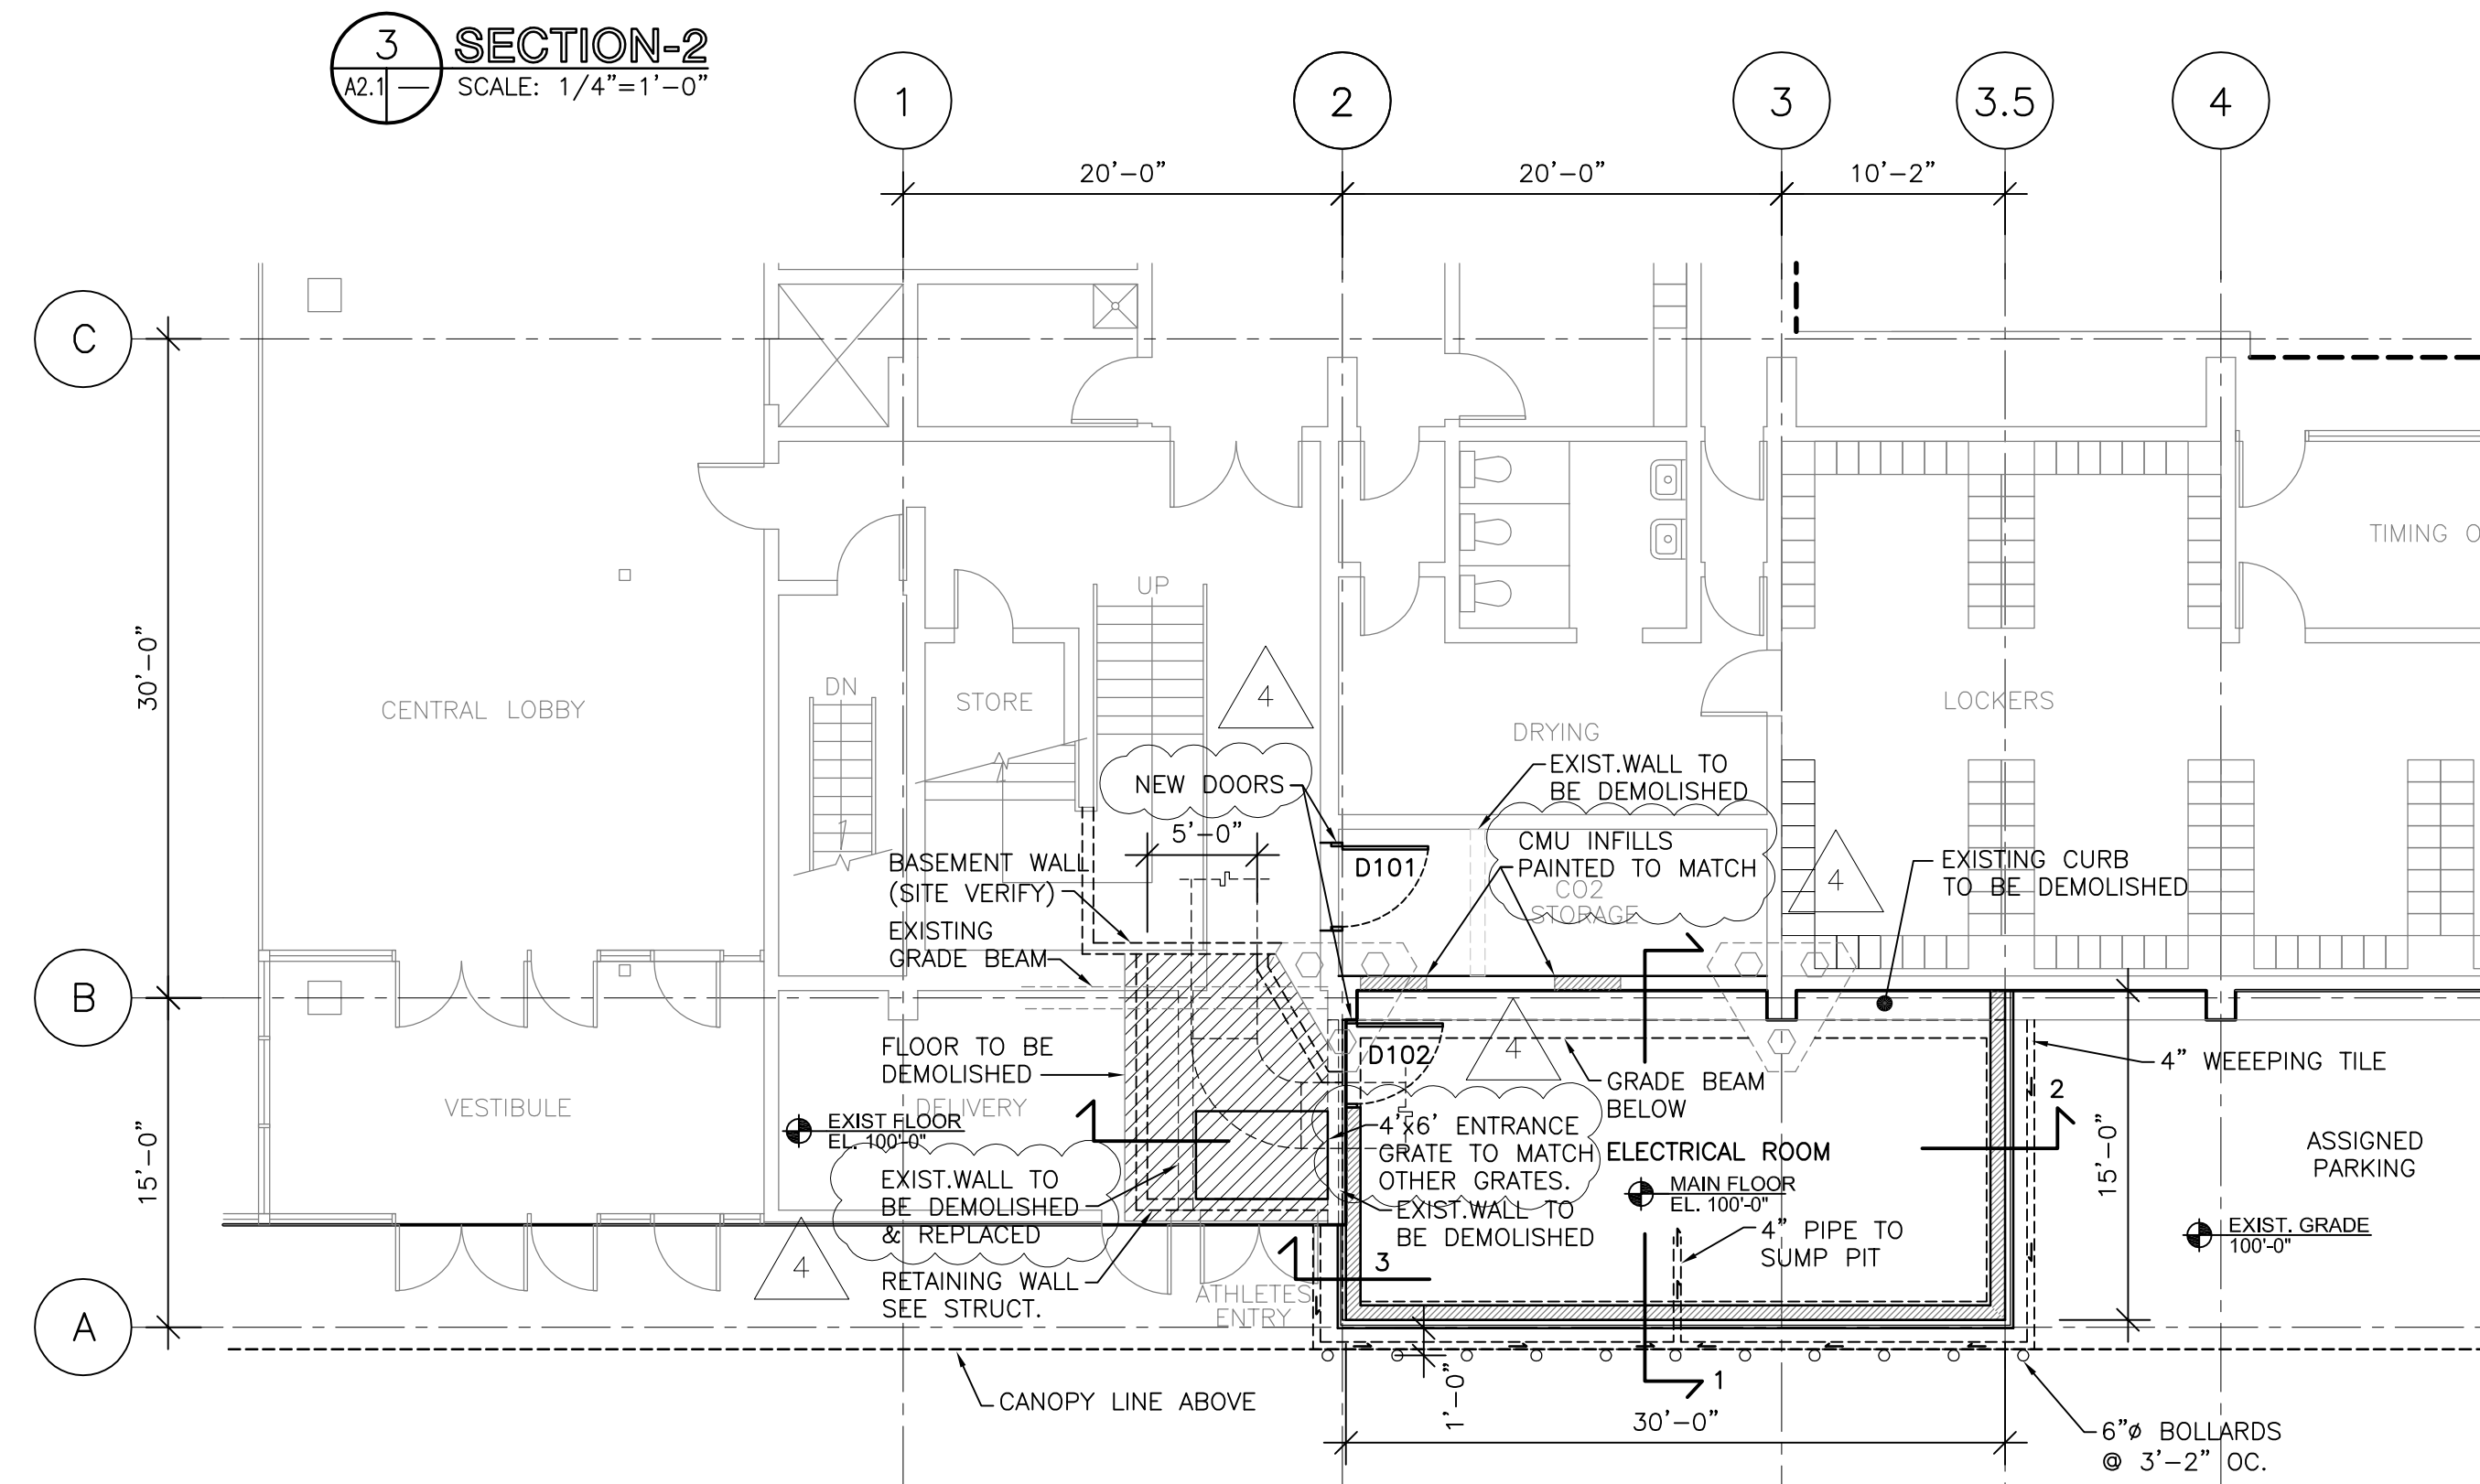 3
A2.1
SECTION-2
SCALE: 1/4"=1'-0"
1
2
3
3.5
4
20'-0"
20'-0"
10'-2"
C
B
A
30'-0"
15'-0"
TIMING O
UP
DN
STORE
CENTRAL LOBBY
4
LOCKERS
DRYING
NEW DOORS
EXIST.WALL TO
BE DEMOLISHED
5'-0"
CMU INFILLS
PAINTED TO MATCH
D101
4
EXISTING CURB
TO BE DEMOLISHED
BASEMENT WALL
(SITE VERIFY)
CO2
STORAGE
EXISTING
GRADE BEAM
FLOOR TO BE
DEMOLISHED
D102
4
GRADE BEAM
BELOW
4" WEEEPING TILE
2
VESTIBULE
DELIVERY
EXIST FLOOR
EL. 100'-0"
4'x6' ENTRANCE
GRATE TO MATCH
OTHER GRATES.
ELECTRICAL ROOM
MAIN FLOOR
EL. 100'-0"
15'-0"
ASSIGNED
PARKING
EXIST.WALL TO
BE DEMOLISHED
& REPLACED
EXIST.WALL TO
BE DEMOLISHED
4" PIPE TO
SUMP PIT
EXIST. GRADE
100'-0"
4
RETAINING WALL
SEE STRUCT.
3
ATHLETES
ENTRY
1
1'-0"
CANOPY LINE ABOVE
30'-0"
6"ø BOLLARDS
@ 3'-2" OC.